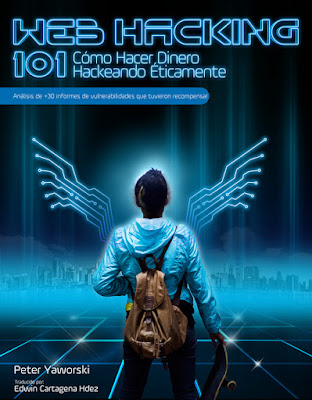 WEB HACKING
101 Cómo Hacer Dinero
Hackeando Éticamente
Análisis de +30 informes de vulnerabilidades que tuvieron recompensa!
Peter Yaworski
Traducido por:
Edwin Cartagena Hdez